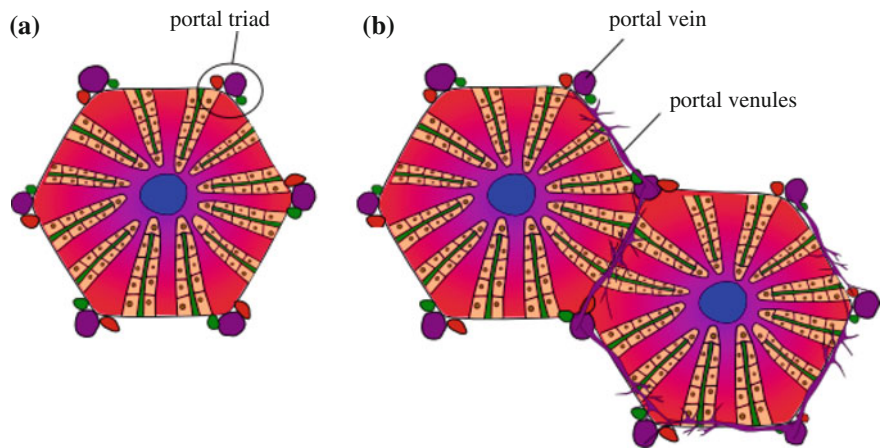 (a)
portal triad
(b)
portal vein
portal venules